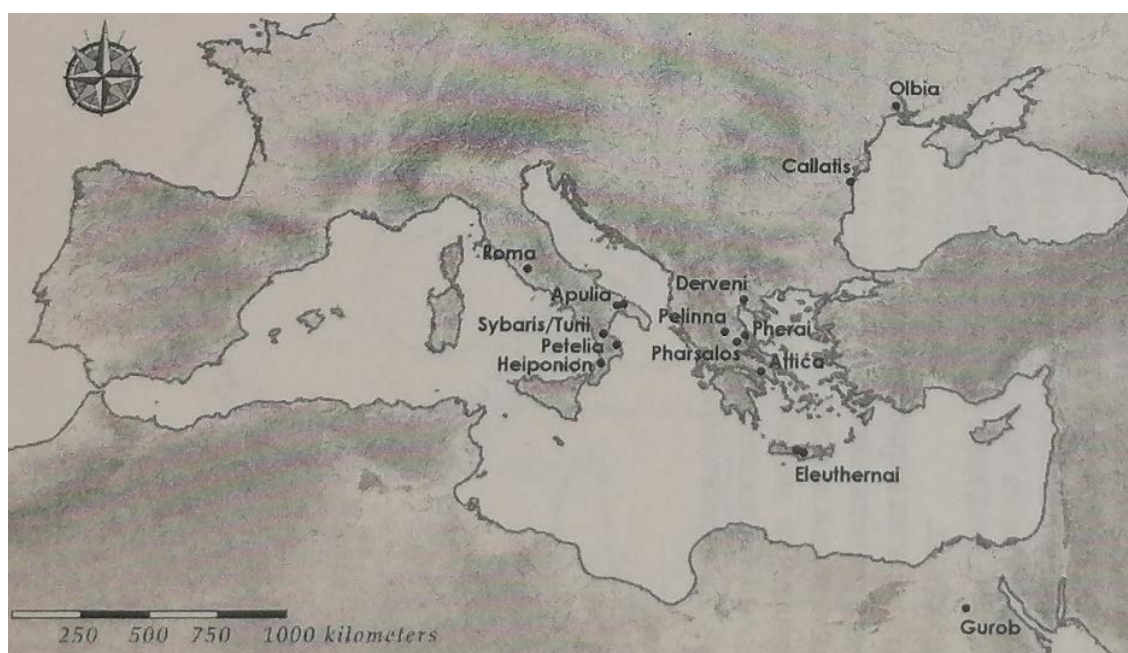 Olbia
Callatis
Roma
Derveni
Apulia
Pelinna
Sybaris/Turii
Pherai
Petelia
Pharsalos
Heiponion
Attica
Eleuthernai
250 500 750 1000 kilometers
Gurob